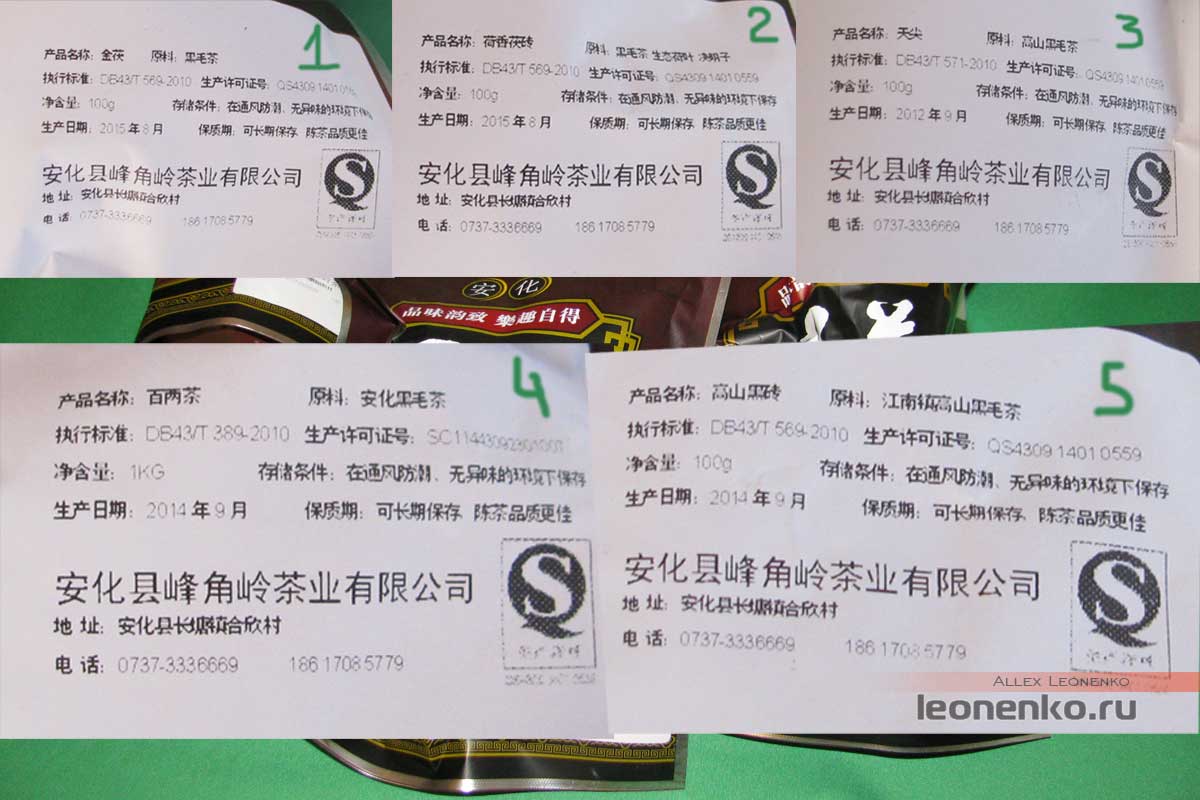 1
产品名称：金茯 原料：黑毛茶
执行标准：DB43/T 569-2010 生产许可证号：QS4309 1401
净含量：100g 存储条件：在通风防潮、无异味的环境下保存
生产日期：2015年8月 保质期：可长期保存 陈茶品质更佳
安化县峰角岭茶业有限公司
地 址：安化县长塘镇合欣村
电 话：0737-3336669 186 1708 5779
2
产品名称：荷香茯砖 原料：黑毛茶 生态荷叶 决明子
执行标准：DB43/T 569-2010 生产许可证号：QS4309 1401 0559
净含量：100g 存储条件：在通风防潮、无异味的环境下保存
生产日期：2015年8月 保质期：可长期保存 陈茶品质更佳
安化县峰角岭茶业有限公司
地 址：安化县长塘镇合欣村
电 话：0737-3336669 186 1708 5779
3
产品名称：天尖 原料：高山黑毛茶
执行标准：DB43/T 571-2010 生产许可证号：QS4309 1401 0559
净含量：100g 存储条件：在通风防潮、无异味的环境下保存
生产日期：2012年9月 保质期：可长期保存 陈茶品质更佳
安化县峰角岭茶业有限公司
地 址：安化县长塘镇合欣村
电 话：0737-3336669 186 1708 5779
安化
品味韵致 樂趣自得
4
产品名称：百两茶 原料：安化黑毛茶
执行标准：DB43/T 389-2010 生产许可证号：
净含量：1KG 存储条件：在通风防潮、无异味的环境下保存
生产日期：2014年9月 保质期：可长期保存 陈茶品质更佳
安化县峰角岭茶业有限公司
地 址：安化县长塘镇合欣村
电 话：0737-3336669 186 1708 5779
5
产品名称：高山黑砖 原料：江南镇高山黑毛茶
执行标准：DB43/T 569-2010 生产许可证号：QS4309 1401 0559
净含量：100g 存储条件：在通风防潮、无异味的环境下保存
生产日期：2014年9月 保质期：可长期保存 陈茶品质更佳
安化县峰角岭茶业有限公司
地 址：安化县长塘镇合欣村
电 话：0737-3336669 186 1708 5779
Allex Leonenko
leonenko.ru